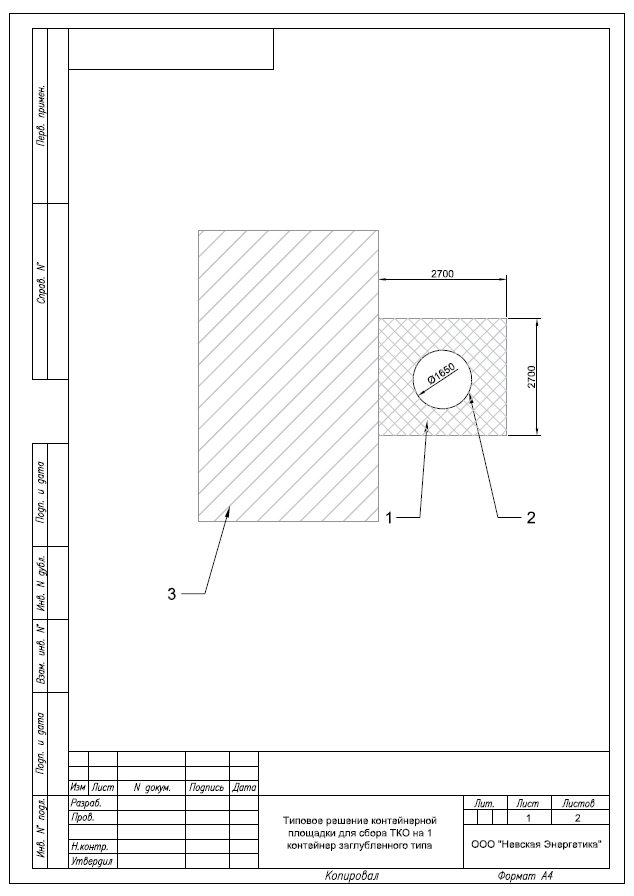 Перв. примен.
Справ. N°
Подп. и дата
Инв. N дубл.
Взам. инв. N°
Подп. и дата
Инв. N° подл.
2700
2700
Ø1650
1
2
3
Изм Лист N докум. Подпись Дата
Разраб.
Пров.
Н.контр.
Утвердил
Типовое решение контейнерной
площадки для сбора ТКО на 1
контейнер заглубленного типа
Лит. Лист Листов
1 2
ООО "Невская Энергетика"
Копировал Формат А4